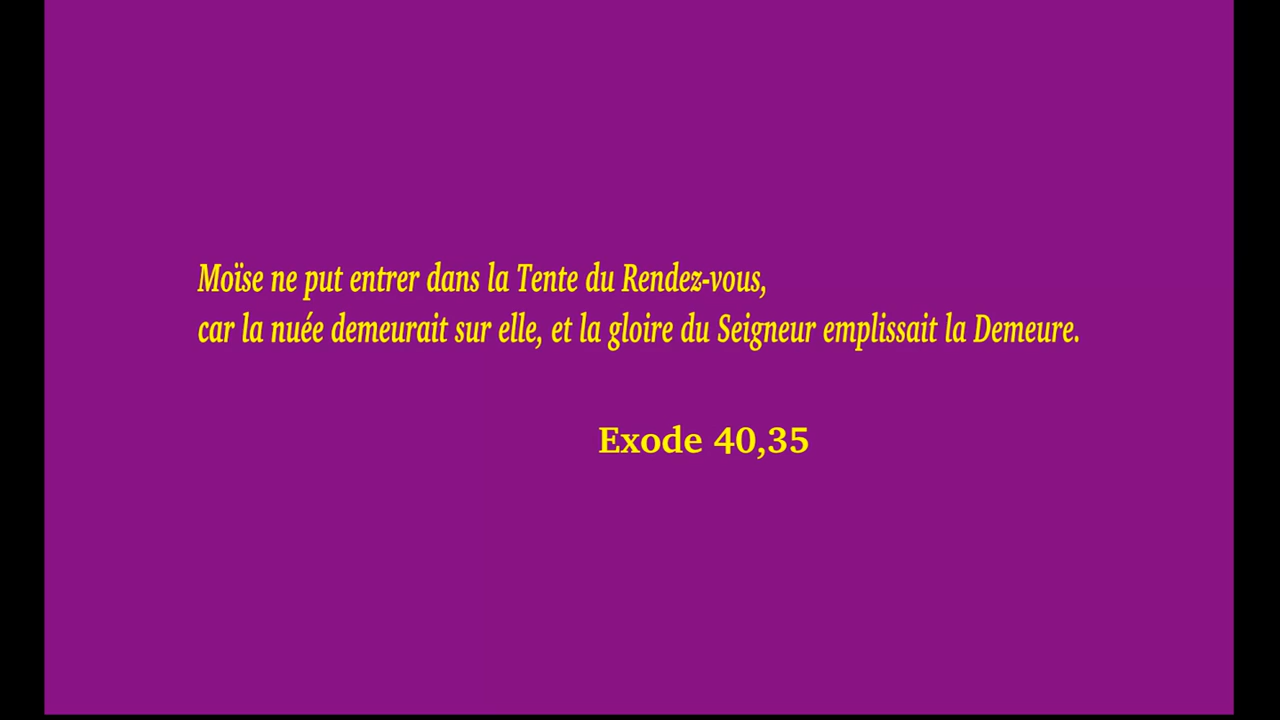 Moïse ne put entrer dans la Tente du Rendez-vous,
car la nuée demeurait sur elle, et la gloire du Seigneur emplissait la Demeure.
Exode 40,35